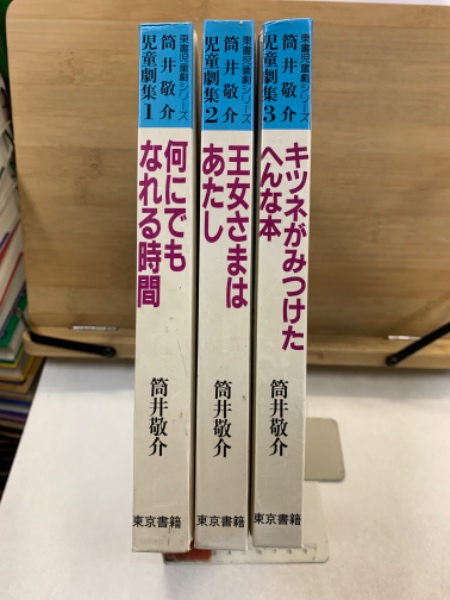 東書児童劇シリーズ
筒井敬介
児童劇集1
何にでも
なれる時間
筒井敬介
東京書籍
東書児童劇シリーズ
筒井敬介
児童劇集2
王女さまは
あたし
筒井敬介
東京書籍
東書児童劇シリーズ
筒井敬介
児童劇集3
キツネがみつけた
へんな本
筒井敬介
東京書籍